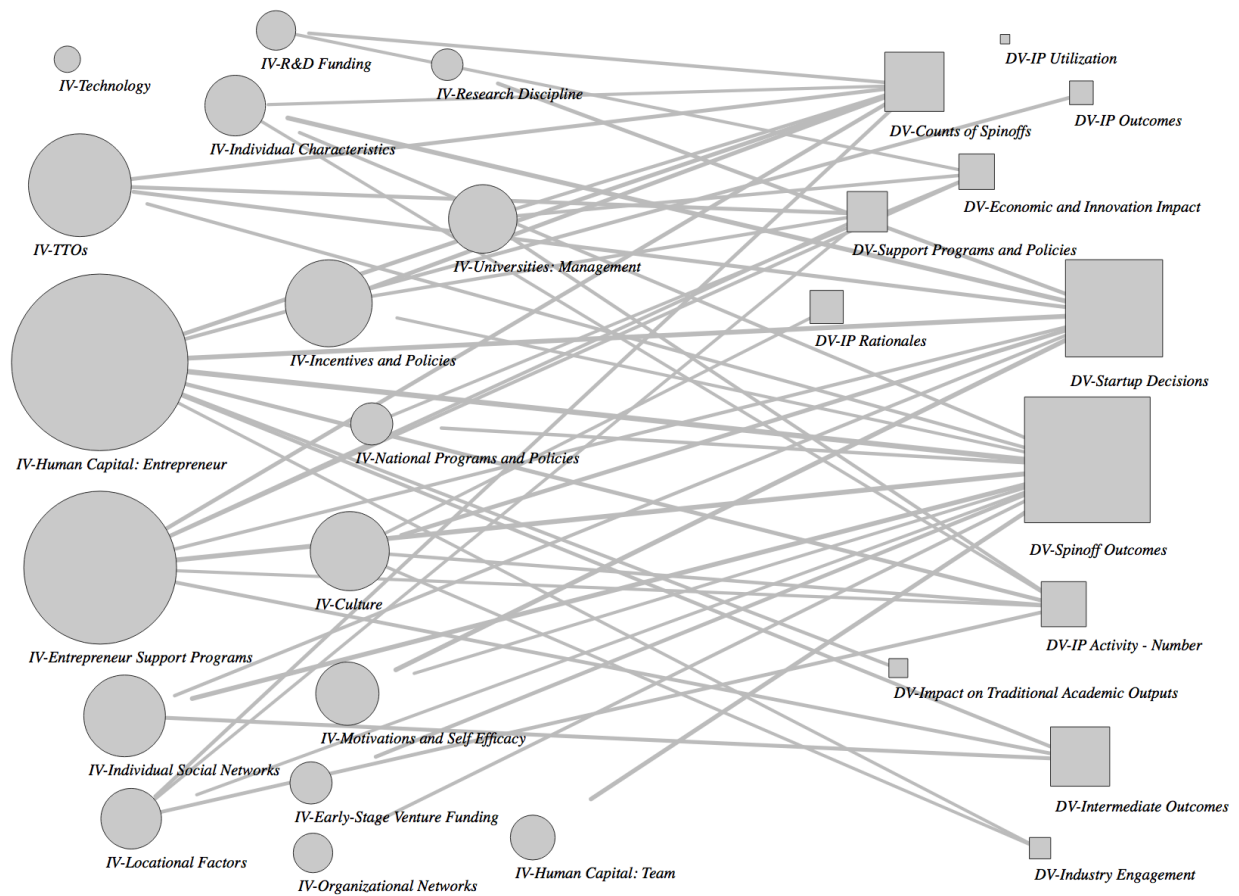 IV-Technology
IV-R&D Funding
IV-Research Discipline
IV-Individual Characteristics
IV-TTOs
IV-Universities: Management
IV-Incentives and Policies
IV-Human Capital: Entrepreneur
IV-National Programs and Policies
IV-Culture
IV-Entrepreneur Support Programs
IV-Motivations and Self Efficacy
IV-Individual Social Networks
IV-Early-Stage Venture Funding
IV-Locational Factors
IV-Organizational Networks
IV-Human Capital: Team
DV-IP Utilization
DV-IP Outcomes
DV-Counts of Spinoffs
DV-Economic and Innovation Impact
DV-Support Programs and Policies
DV-IP Rationales
DV-Startup Decisions
DV-Spinoff Outcomes
DV-IP Activity - Number
DV-Impact on Traditional Academic Outputs
DV-Intermediate Outcomes
DV-Industry Engagement